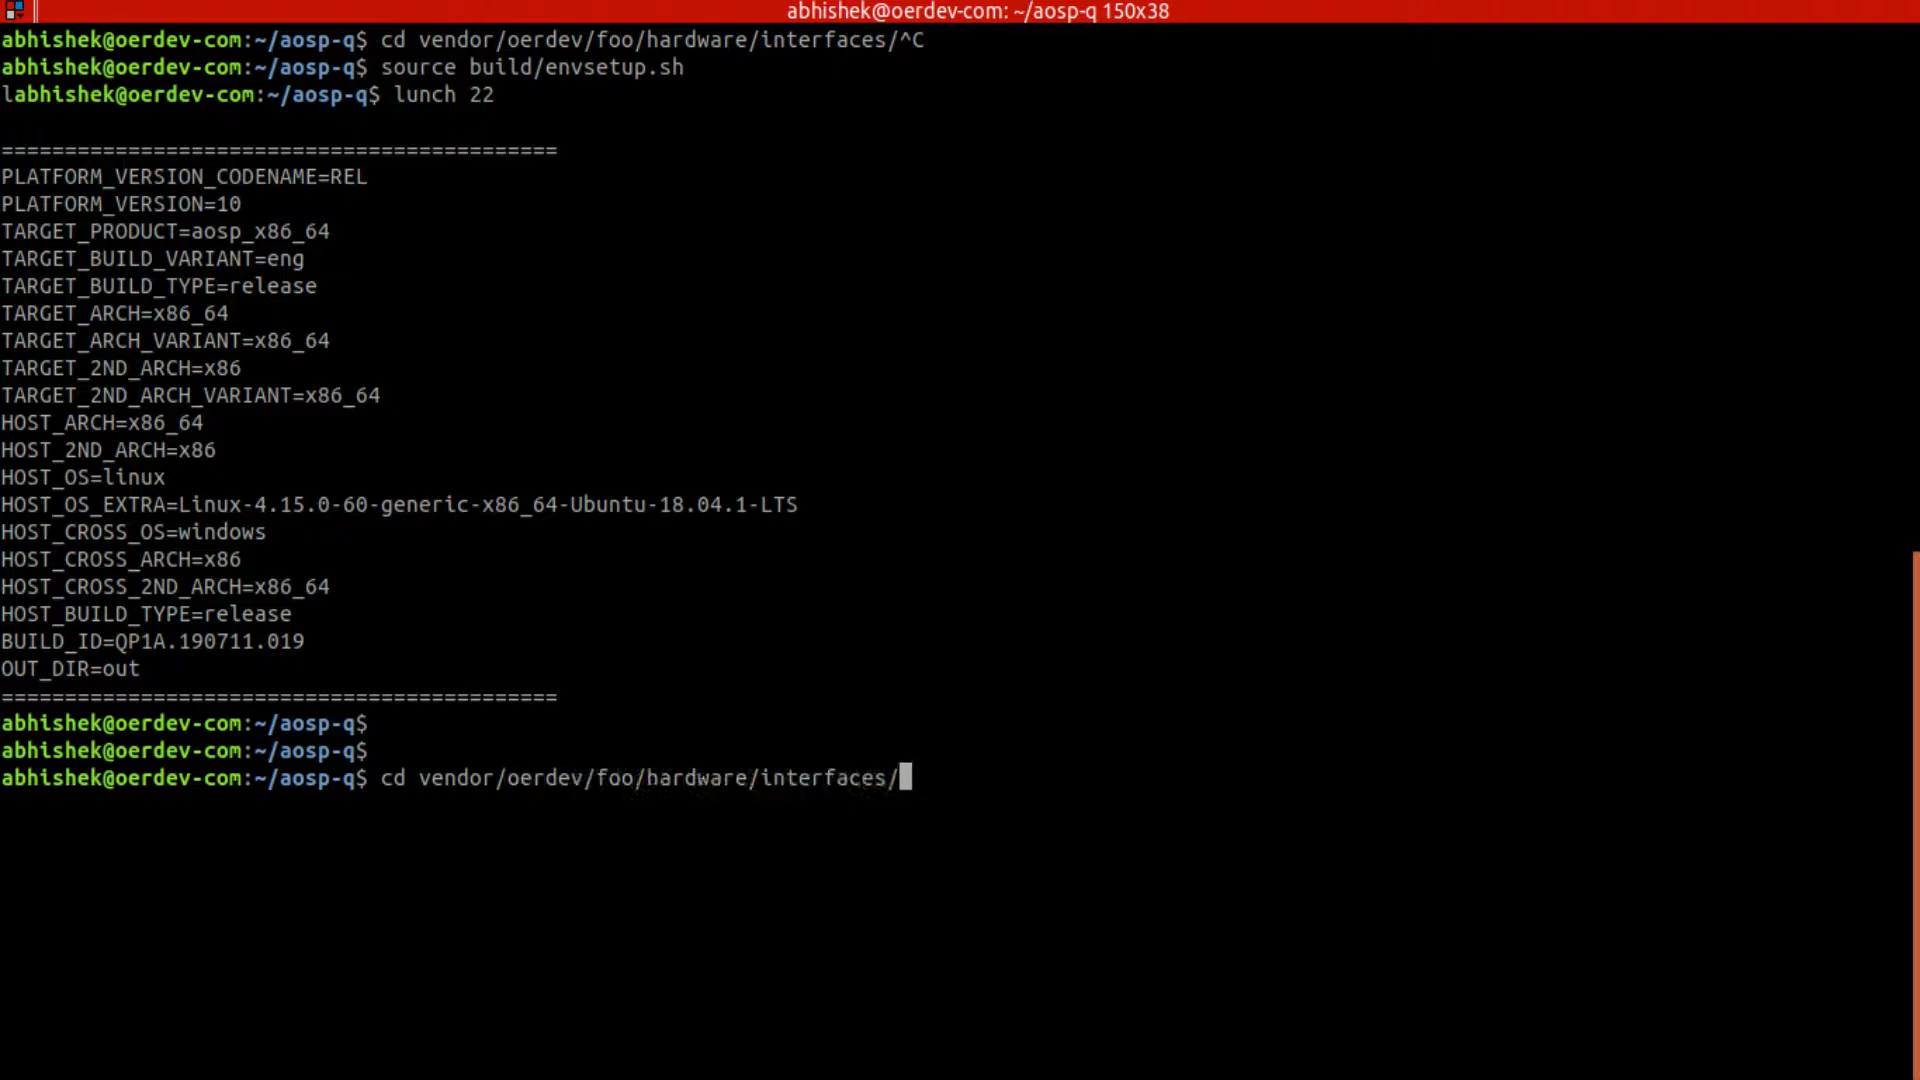 abhishek@oerdev-com: ~/aosp-q 150x38
abhishek@oerdev-com:~/aosp-q$ cd vendor/oerdev/foo/hardware/interfaces/^C
abhishek@oerdev-com:~/aosp-q$ source build/envsetup.sh
labhishek@oerdev-com:~/aosp-q$ lunch 22
============================================
PLATFORM_VERSION_CODENAME=REL
PLATFORM_VERSION=10
TARGET_PRODUCT=aosp_x86_64
TARGET_BUILD_VARIANT=eng
TARGET_BUILD_TYPE=release
TARGET_ARCH=x86_64
TARGET_ARCH_VARIANT=x86_64
TARGET_2ND_ARCH=x86
TARGET_2ND_ARCH_VARIANT=x86_64
HOST_ARCH=x86_64
HOST_2ND_ARCH=x86
HOST_OS=linux
HOST_OS_EXTRA=Linux-4.15.0-60-generic-x86_64-Ubuntu-18.04.1-LTS
HOST_CROSS_OS=windows
HOST_CROSS_ARCH=x86
HOST_CROSS_2ND_ARCH=x86_64
HOST_BUILD_TYPE=release
BUILD_ID=QP1A.190711.019
OUT_DIR=out
============================================
abhishek@oerdev-com:~/aosp-q$
abhishek@oerdev-com:~/aosp-q$
abhishek@oerdev-com:~/aosp-q$ cd vendor/oerdev/foo/hardware/interfaces/